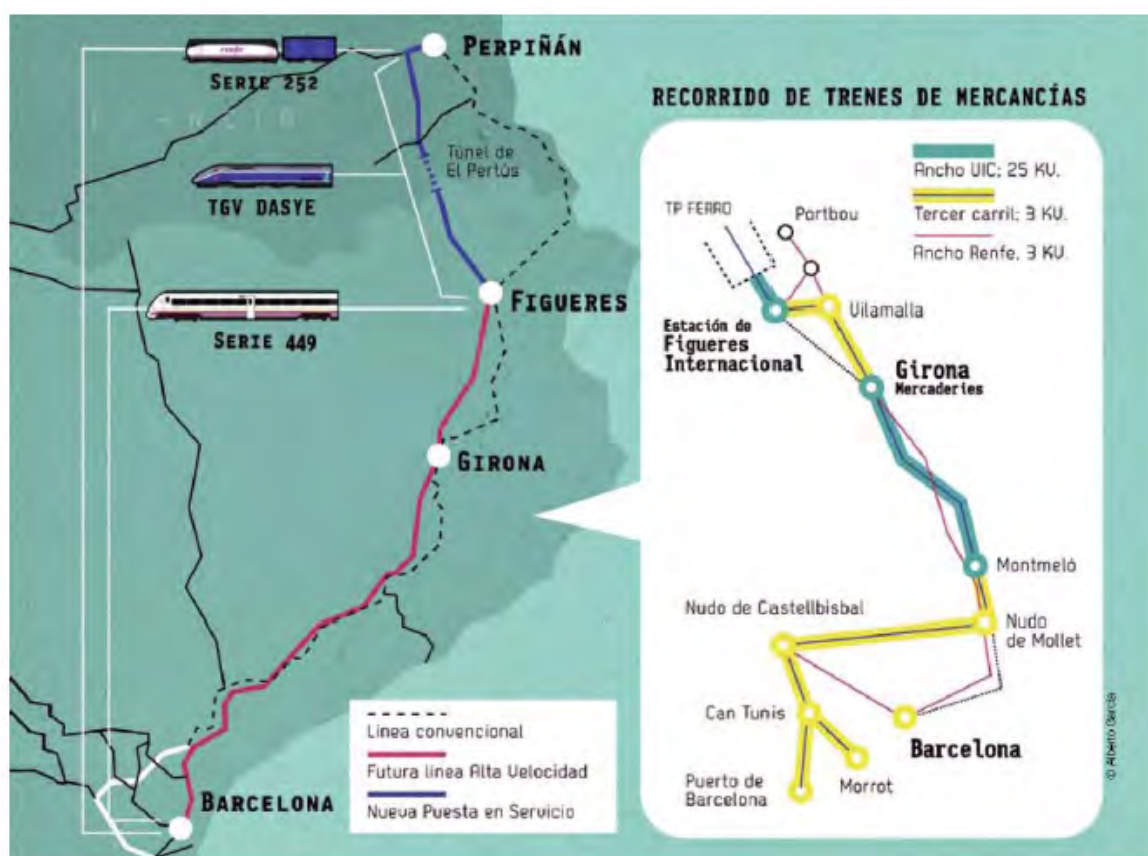 PERPIÑÁN
renfe
SERIE 252
Túnel de
El Pertús
TGV DASYE
FIGUERES
SERIE 449
GIRONA
BARCELONA
Línea convencional
Futura línea Alta Velocidad
Nueva Puesta en Servicio
RECORRIDO DE TRENES DE MERCANCÍAS
Ancho UIC; 25 KV.
Tercer carril; 3 KV.
Ancho Renfe, 3 KV.
TP FERRO
Portbou
Vilamalla
Estación de
Figueres
Internacional
Girona
Mercaderies
Montmeló
Nudo de Castellbisbal
Nudo
de Mollet
Can Tunis
Barcelona
Puerto de
Barcelona
Morrot
© Alberto García